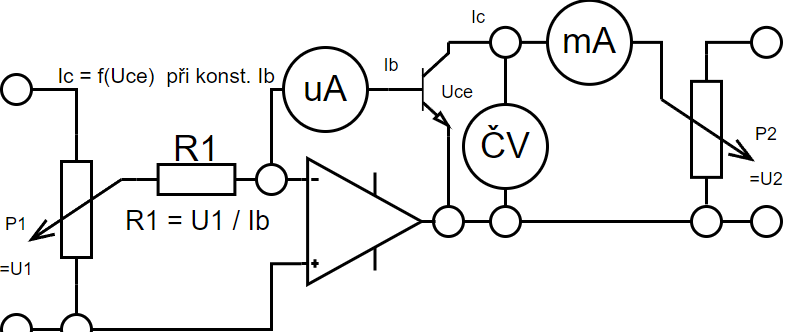 Ic
mA
Ic = f(Uce) při konst. Ib
uA
Ib
Uce
R1
ČV
P2
=U2
P1
R1 = U1 / Ib
=U1
-
+